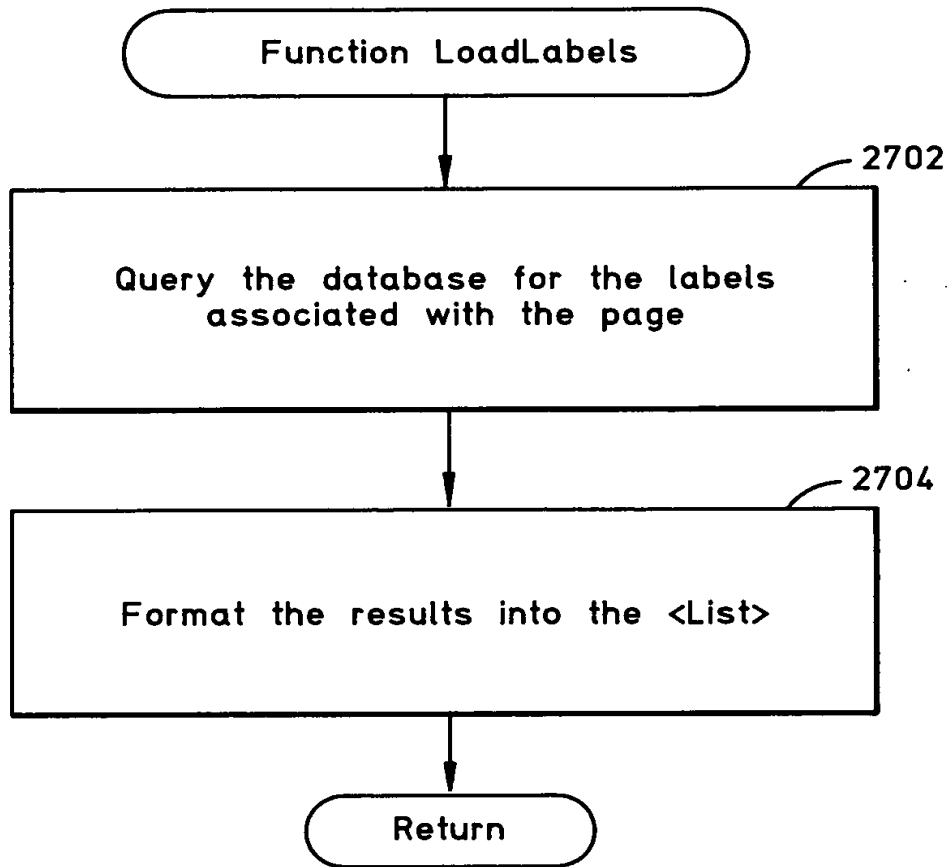 Function LoadLabels
2702
Query the database for the labels
associated with the page
2704
Format the results into the <List>
Return